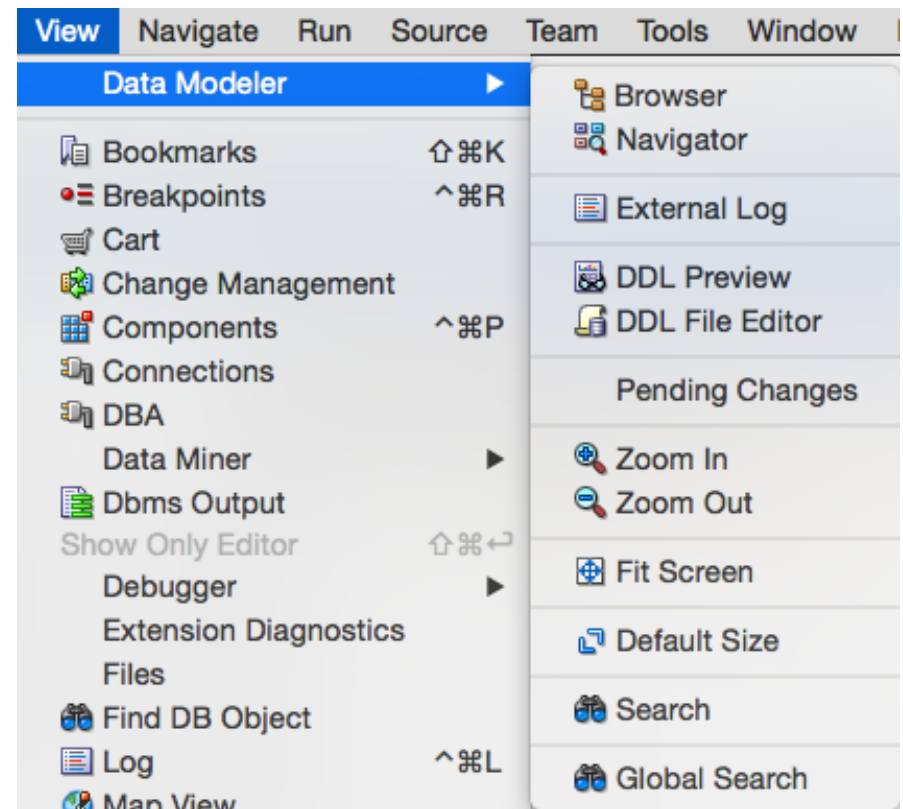 View Navigate Run Source Team Tools Window
Data Modeler ▶
Bookmarks ⇧⌘K
Breakpoints ^⌘R
Cart
Change Management
Components ^⌘P
Connections
DBA
Data Miner ▶
Dbms Output
Show Only Editor ⇧⌘↩
Debugger ▶
Extension Diagnostics
Files
Find DB Object
Log ^⌘L
Map View
Browser
Navigator
External Log
DDL Preview
DDL File Editor
Pending Changes
Zoom In
Zoom Out
Fit Screen
Default Size
Search
Global Search